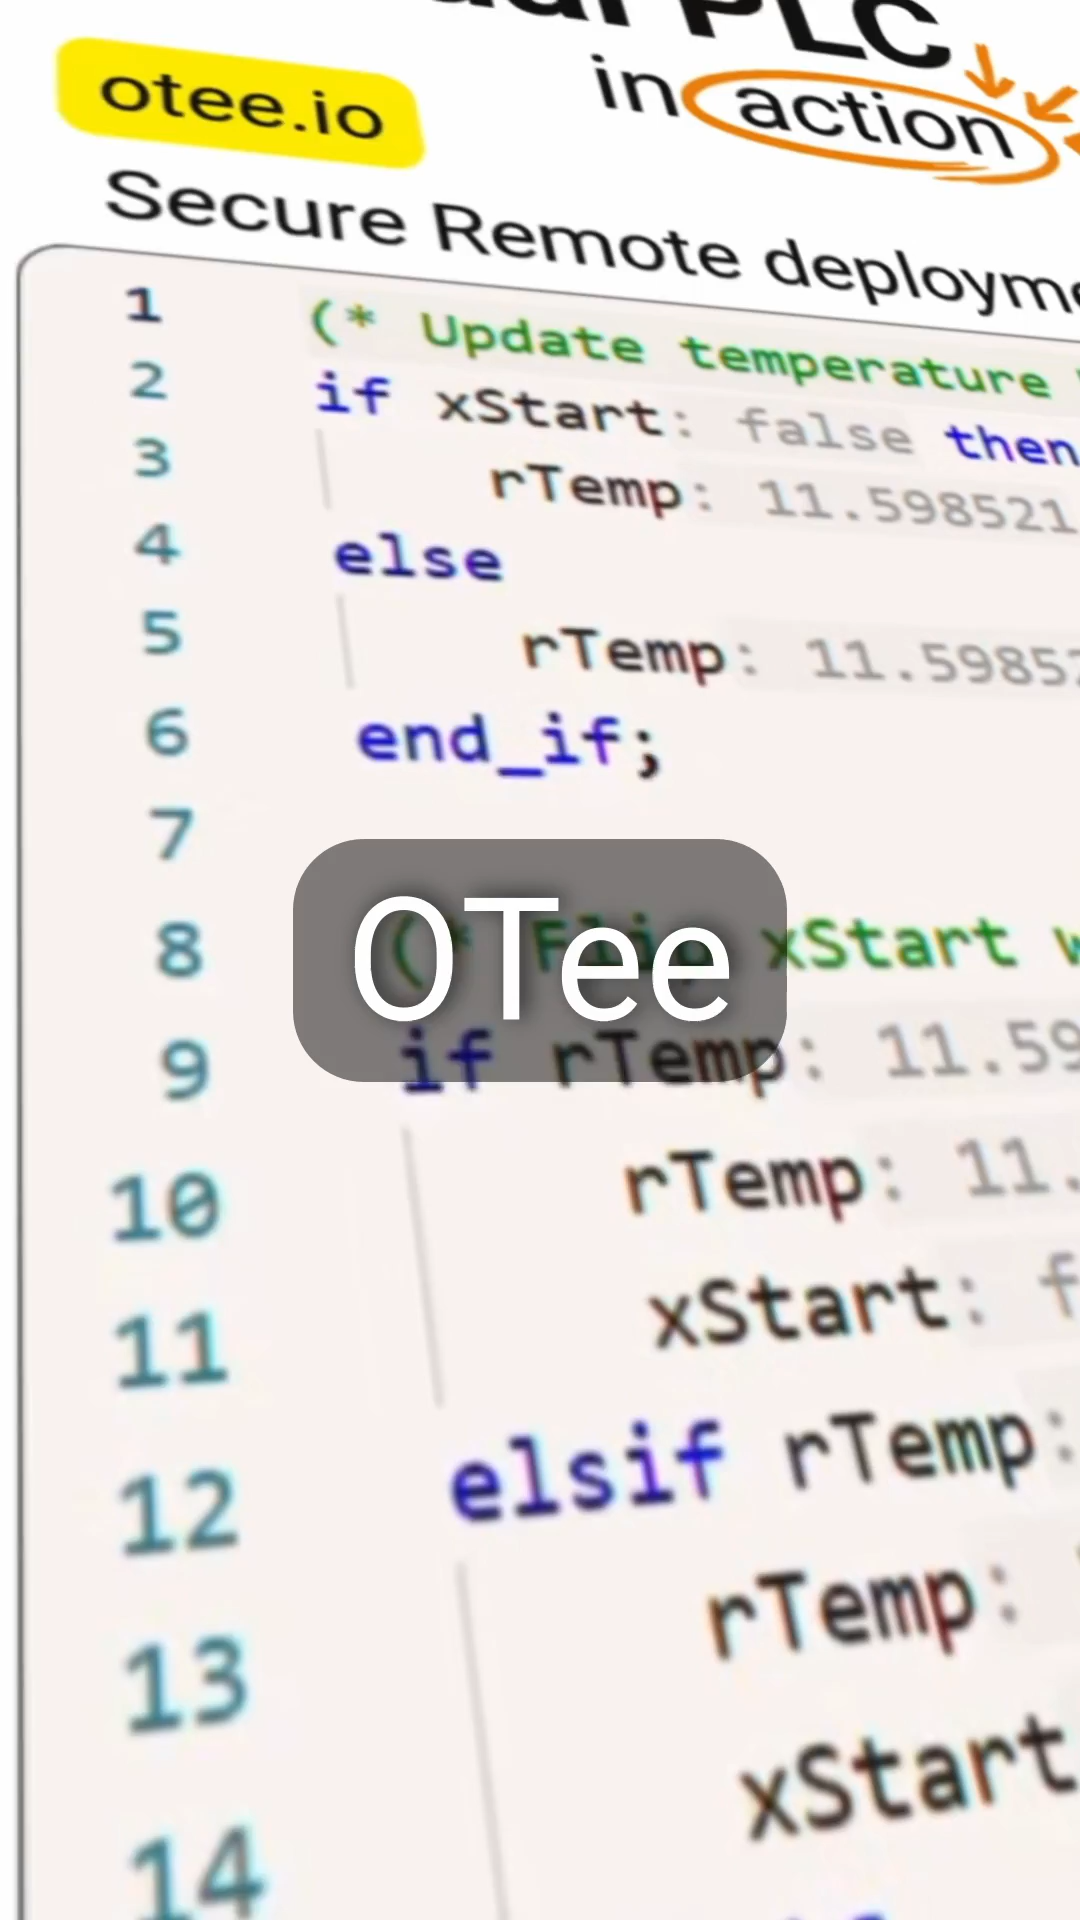 PLC
otee.io
in action
Secure Remote
1 (* Update temperature
2 if xStart: false then
3 rTemp: 11.598521
4 else
5 rTemp: 11.5985
6 end_if;
7
8 (* Flip xStart
OTee
9 if rTemp: 11.59
10 rTemp: 11.
11 xStart: f
12 elsif rTemp:
13 rTemp:
14 xStart